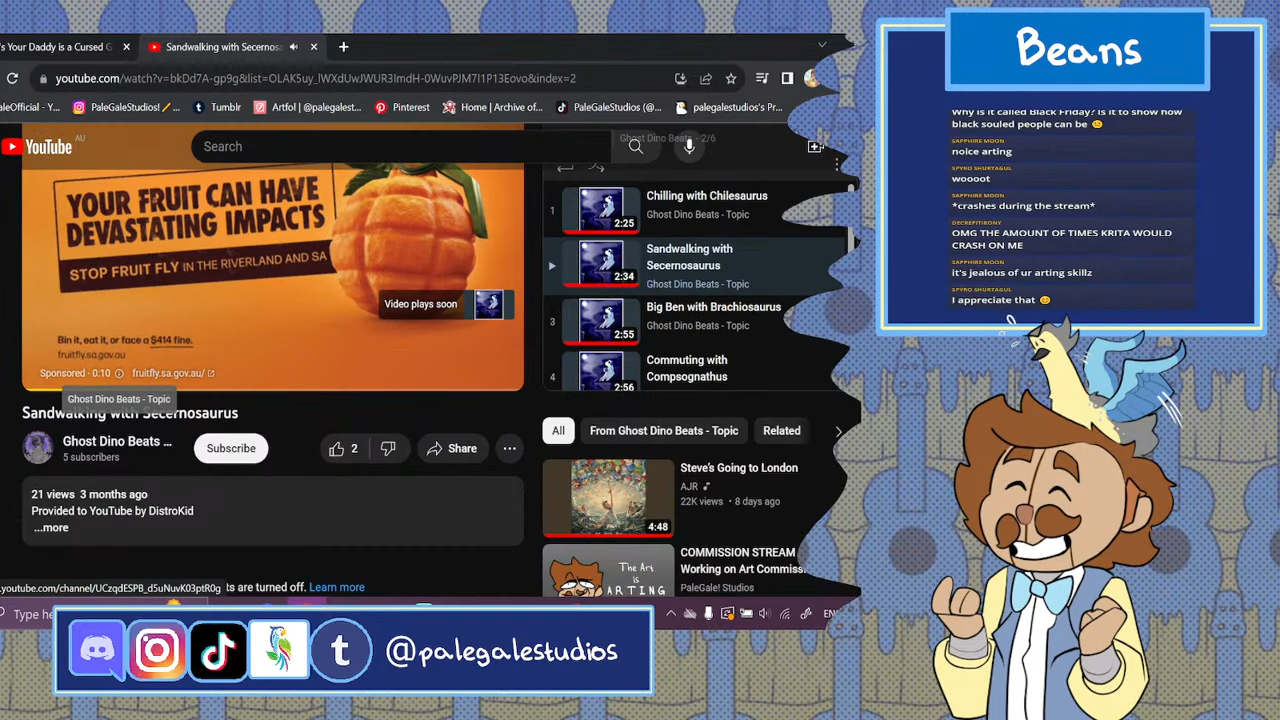 's Your Daddy is a Cursed G
Sandwalking with Secernos
youtube.com/watch?v=bkDd7A-gp9g&list=OLAK5uy_lWXdUwJWUR3ImdH-0WuvPJM7I1P13Eovo&index=2
aleOfficial - Y...
PaleGaleStudios!
Tumblr
Artfol | @palegalest...
Pinterest
Home | Archive of...
PaleGaleStudios (@...
palegalestudios's Pr...
YouTube
AU
Search
Ghost Dino Beats - 2/6
YOUR FRUIT CAN HAVE
DEVASTATING IMPACTS
STOP FRUIT FLY IN THE RIVERLAND AND SA
Video plays soon
Bin it, eat it, or face a $414 fine.
fruitfly.sa.gov.au
Sponsored · 0:10
fruitfly.sa.gov.au/
Ghost Dino Beats - Topic
Sandwalking with Secernosaurus
Ghost Dino Beats ...
5 subscribers
Subscribe
2
Share
21 views 3 months ago
Provided to YouTube by DistroKid
...more
youtube.com/channel/UCzqdESPB_d5uNuvK03ptR0g
ts are turned off. Learn more
1
2:25
Chilling with Chilesaurus
Ghost Dino Beats - Topic
2:34
Sandwalking with
Secernosaurus
Ghost Dino Beats - Topic
3
2:55
Big Ben with Brachiosaurus
Ghost Dino Beats - Topic
4
2:56
Commuting with
Compsognathus
All
From Ghost Dino Beats - Topic
Related
4:48
Steve's Going to London
AJR
22K views • 8 days ago
The Art
is
ARTING
COMMISSION STREAM
Working on Art Commis...
PaleGale! Studios
Type he
EN
@palegalestudios
Beans
Why is it called Black Friday? Is it to show how
black souled people can be
SAPPHIRE MOON
noice arting
SPYRO SHURTAGUL
woooot
SAPPHIRE MOON
*crashes during the stream*
DECREPITIRONY
OMG THE AMOUNT OF TIMES KRITA WOULD
CRASH ON ME
SAPPHIRE MOON
it's jealous of ur arting skillz
SPYRO SHURTAGUL
I appreciate that